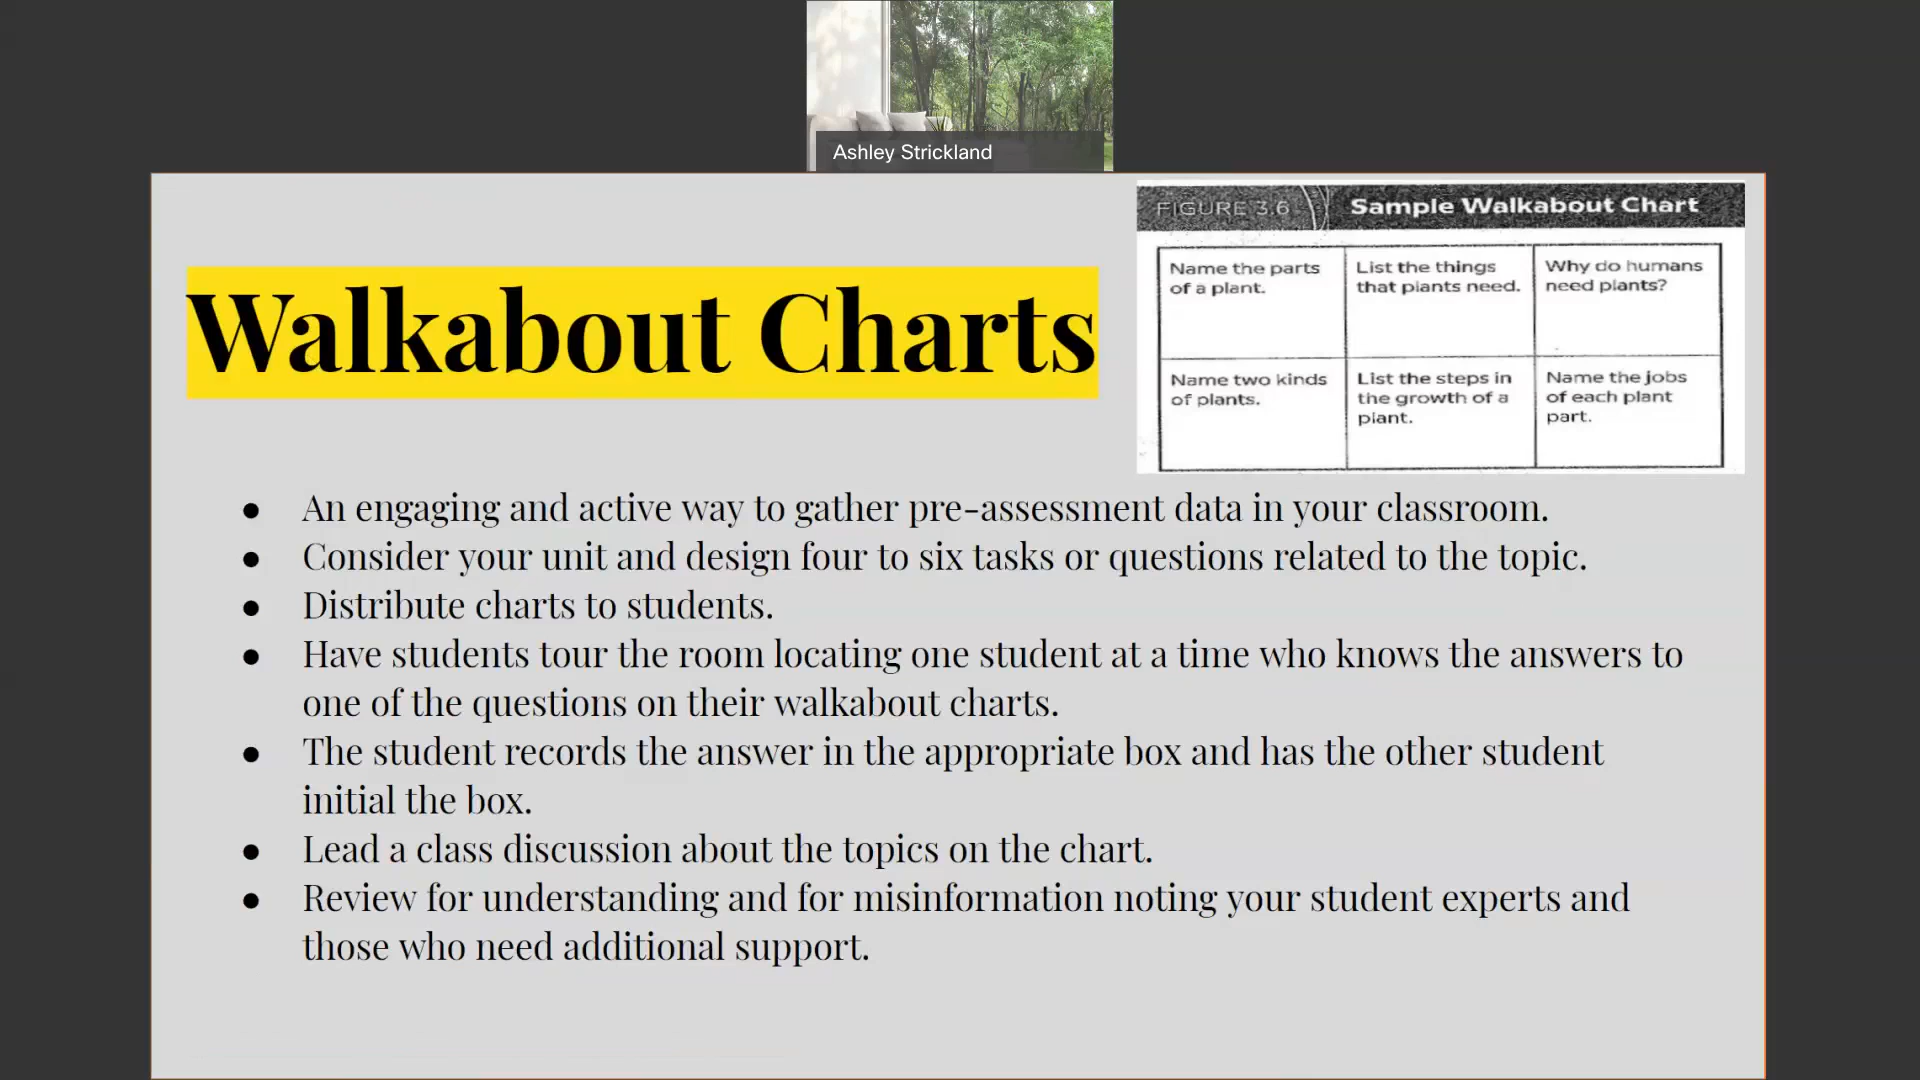 Ashley Strickland
FIGURE 3.6 Sample Walkabout Chart
Name the parts
of a plant.
List the things
that plants need.
Why do humans
need plants?
Name two kinds
of plants.
List the steps in
the growth of a
plant.
Name the jobs
of each plant
part.
Walkabout Charts
● An engaging and active way to gather pre-assessment data in your classroom.
● Consider your unit and design four to six tasks or questions related to the topic.
● Distribute charts to students.
● Have students tour the room locating one student at a time who knows the answers to
one of the questions on their walkabout charts.
● The student records the answer in the appropriate box and has the other student
initial the box.
● Lead a class discussion about the topics on the chart.
● Review for understanding and for misinformation noting your student experts and
those who need additional support.